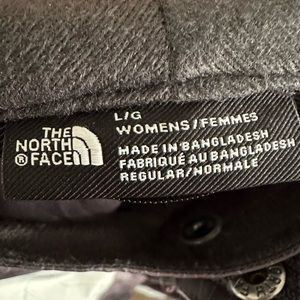 THE
NORTH
FACE
®
L/G
WOMENS/FEMMES
MADE IN BANGLADESH
FABRIQUÉ AU BANGLADESH
REGULAR/NORMALE